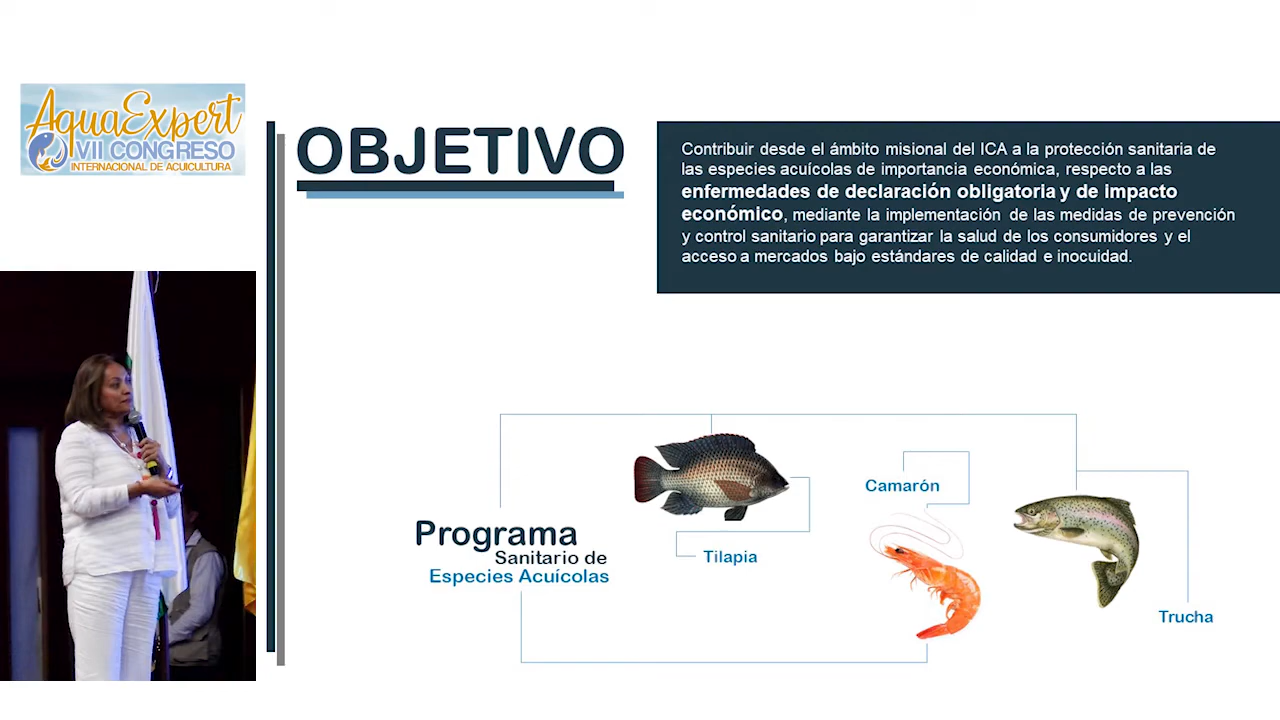 AquaExpert
VII CONGRESO
INTERNACIONAL DE ACUICULTURA
OBJETIVO
Contribuir desde el ámbito misional del ICA a la protección sanitaria de
las especies acuícolas de importancia económica, respecto a las
enfermedades de declaración obligatoria y de impacto
económico, mediante la implementación de las medidas de prevención
y control sanitario para garantizar la salud de los consumidores y el
acceso a mercados bajo estándares de calidad e inocuidad.
Camarón
Programa
Sanitario de
Especies Acuícolas
Tilapia
Trucha